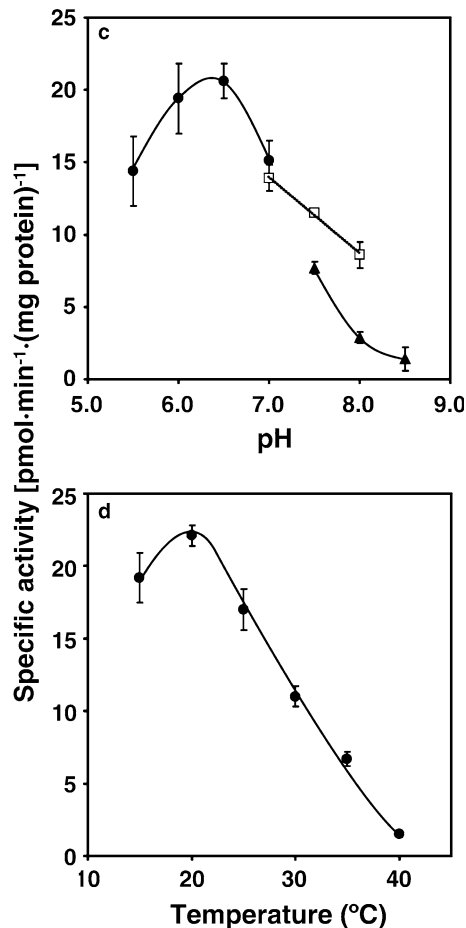 c
25
20
15
10
5
0
5.0 6.0 7.0 8.0 9.0
pH
Specific activity [pmol·min⁻¹·(mg protein)⁻¹]
d
25
20
15
10
5
0
10 20 30 40
Temperature (ºC)